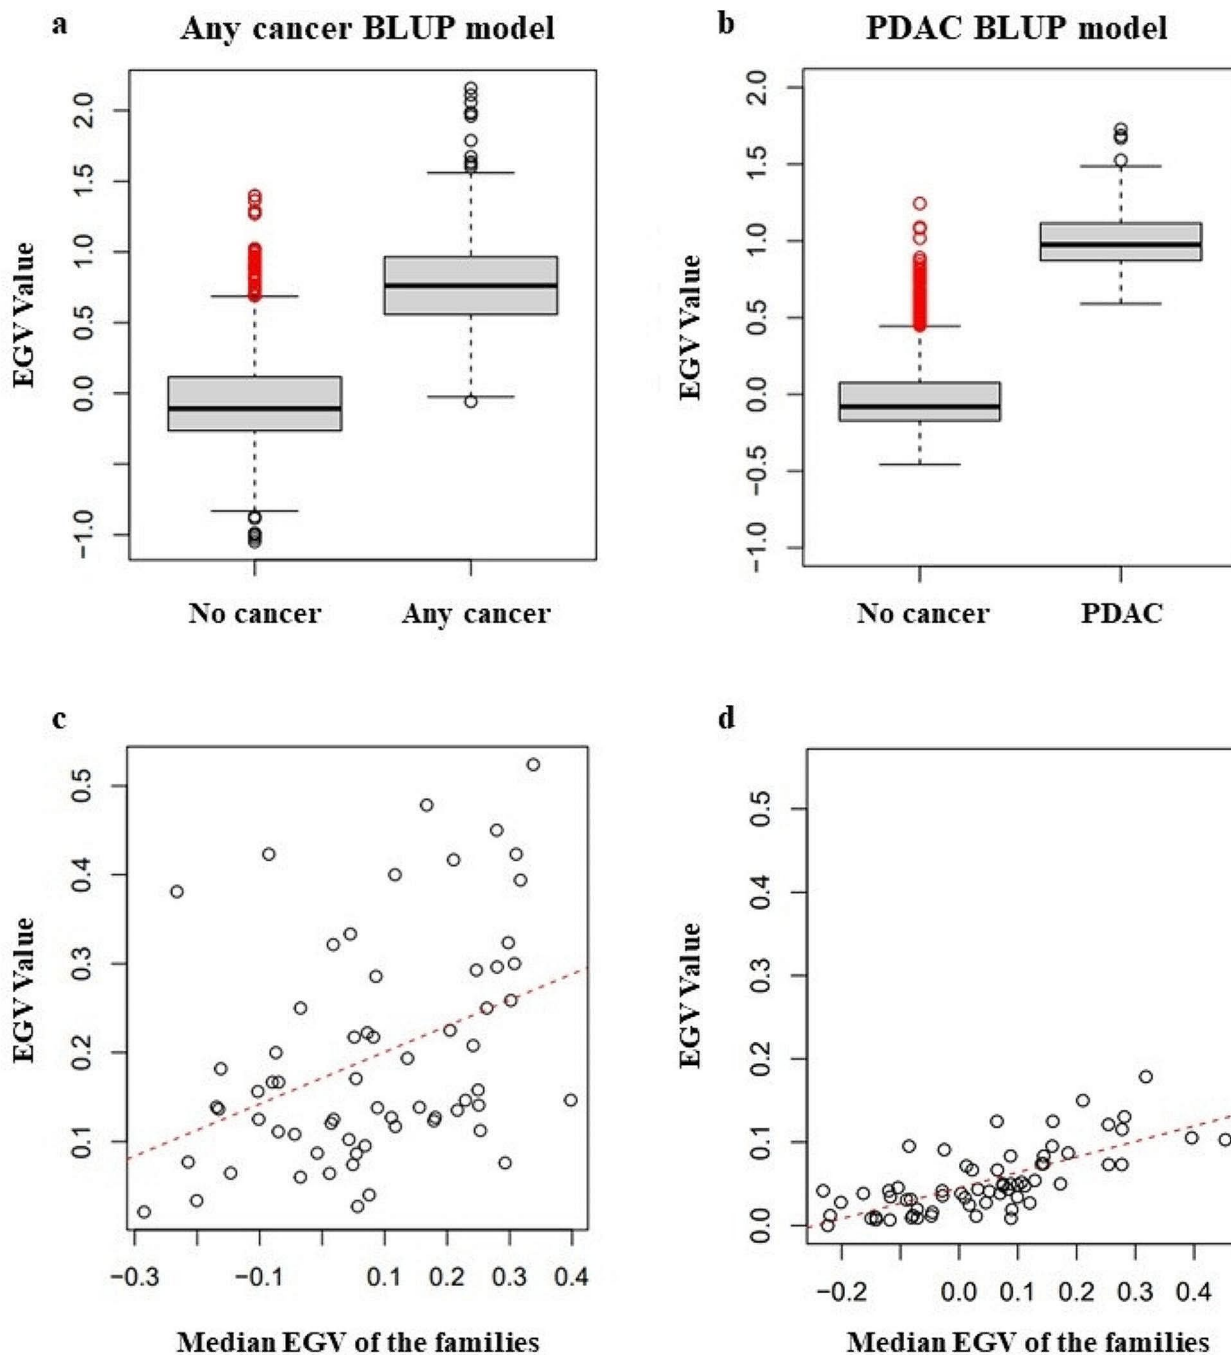 a
Any cancer BLUP model
EGV Value
2.0
1.5
1.0
0.5
0.0
−1.0
No cancer
Any cancer
b
PDAC BLUP model
EGV Value
2.0
1.5
1.0
0.5
0.0
−0.5
−1.0
No cancer
PDAC
c
EGV Value
0.5
0.4
0.3
0.2
0.1
−0.3
−0.1
0.1
0.2
0.3
0.4
Median EGV of the families
d
EGV Value
0.5
0.4
0.3
0.2
0.1
0.0
−0.2
0.0
0.1
0.2
0.3
0.4
Median EGV of the families